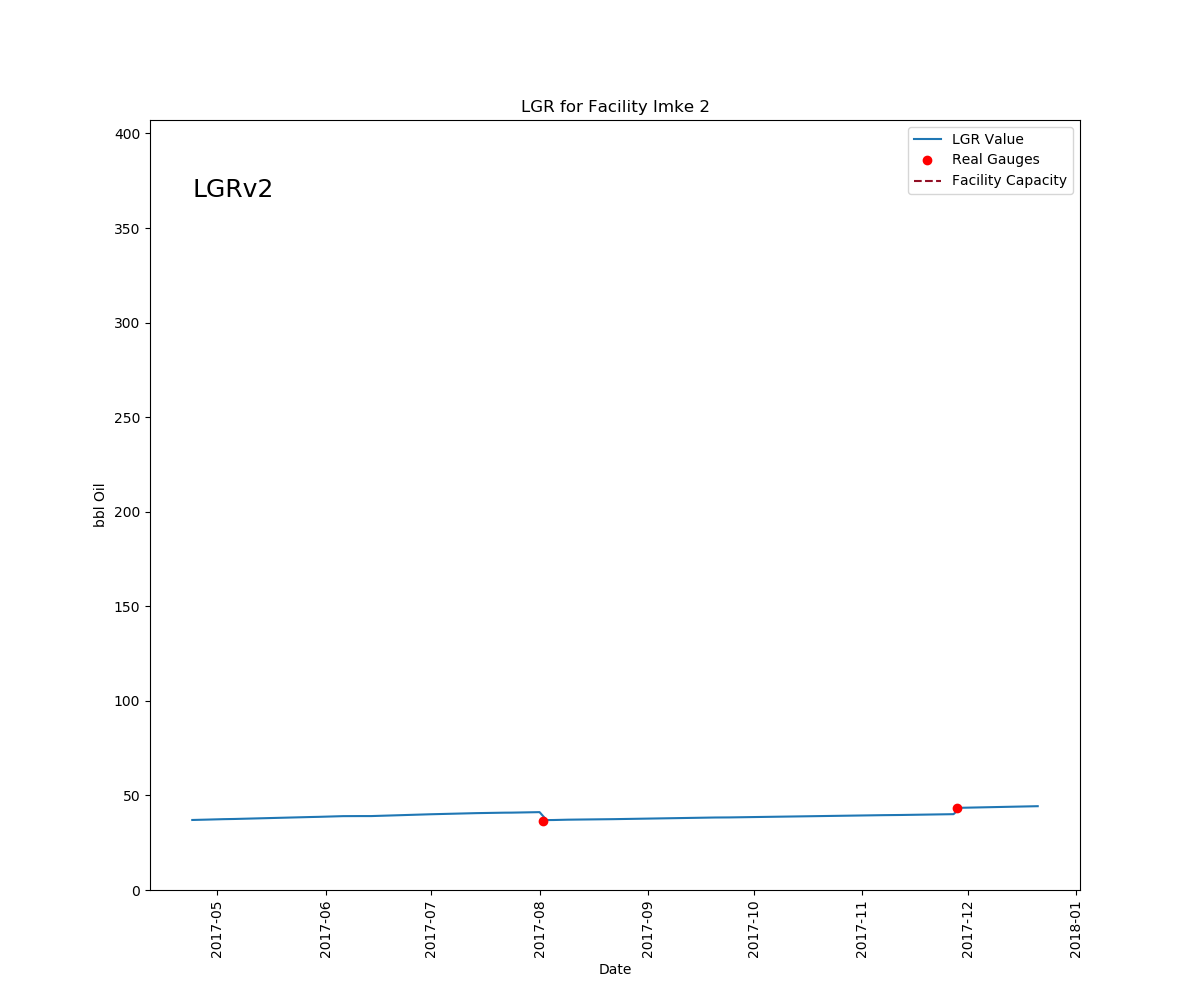 LGR for Facility Imke 2
LGRv2
LGR Value
Real Gauges
Facility Capacity
400
350
300
250
200
150
100
50
0
bbl Oil
2017-05
2017-06
2017-07
2017-08
2017-09
2017-10
2017-11
2017-12
2018-01
Date